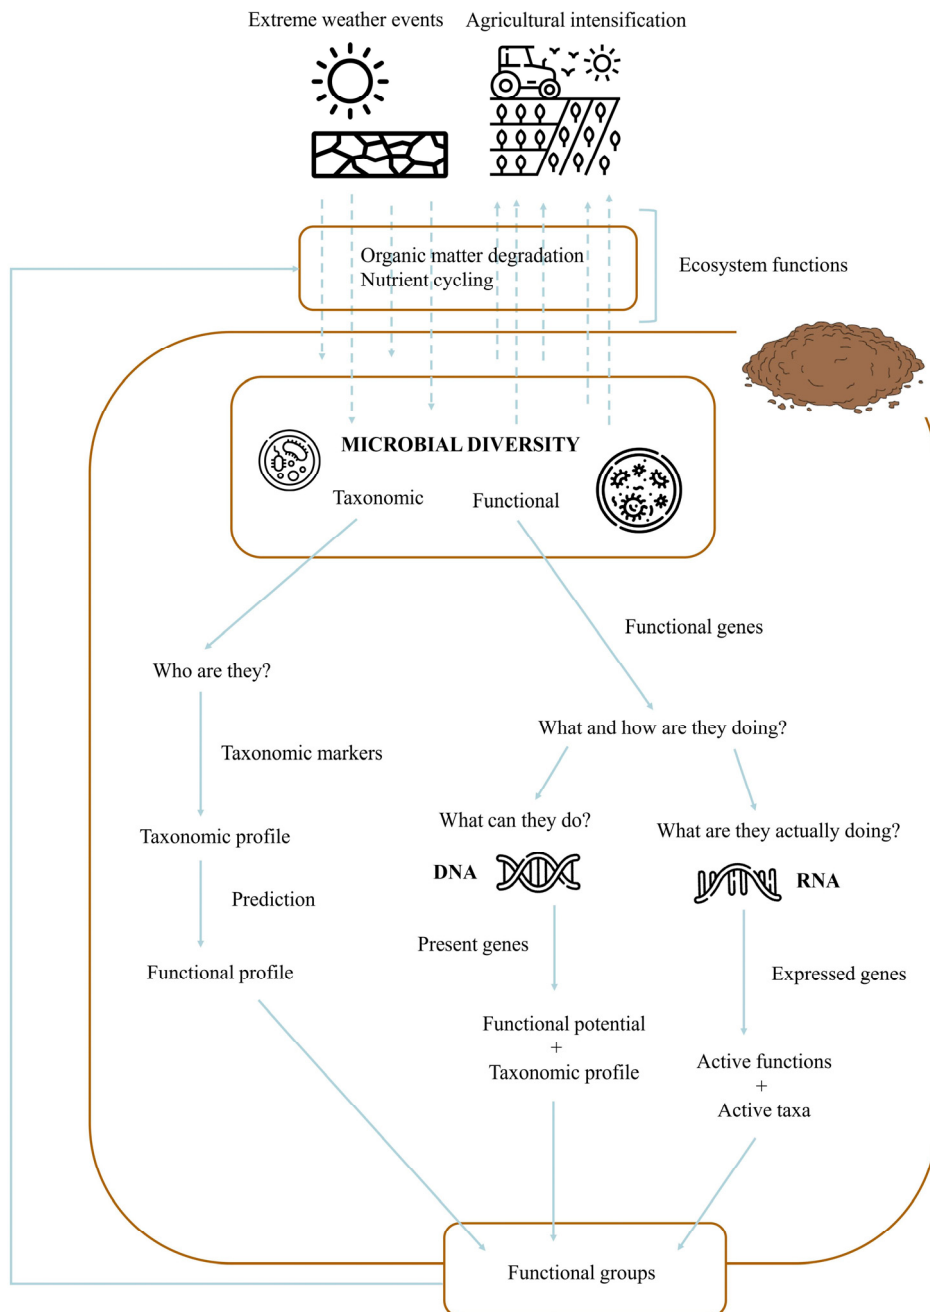 Extreme weather events
Agricultural intensification
Organic matter degradation
Nutrient cycling
Ecosystem functions
MICROBIAL DIVERSITY
Taxonomic
Functional
Functional genes
Who are they?
What and how are they doing?
Taxonomic markers
What can they do?
What are they actually doing?
Taxonomic profile
DNA
RNA
Prediction
Present genes
Functional profile
Expressed genes
Functional potential
+
Taxonomic profile
Active functions
+
Active taxa
Functional groups